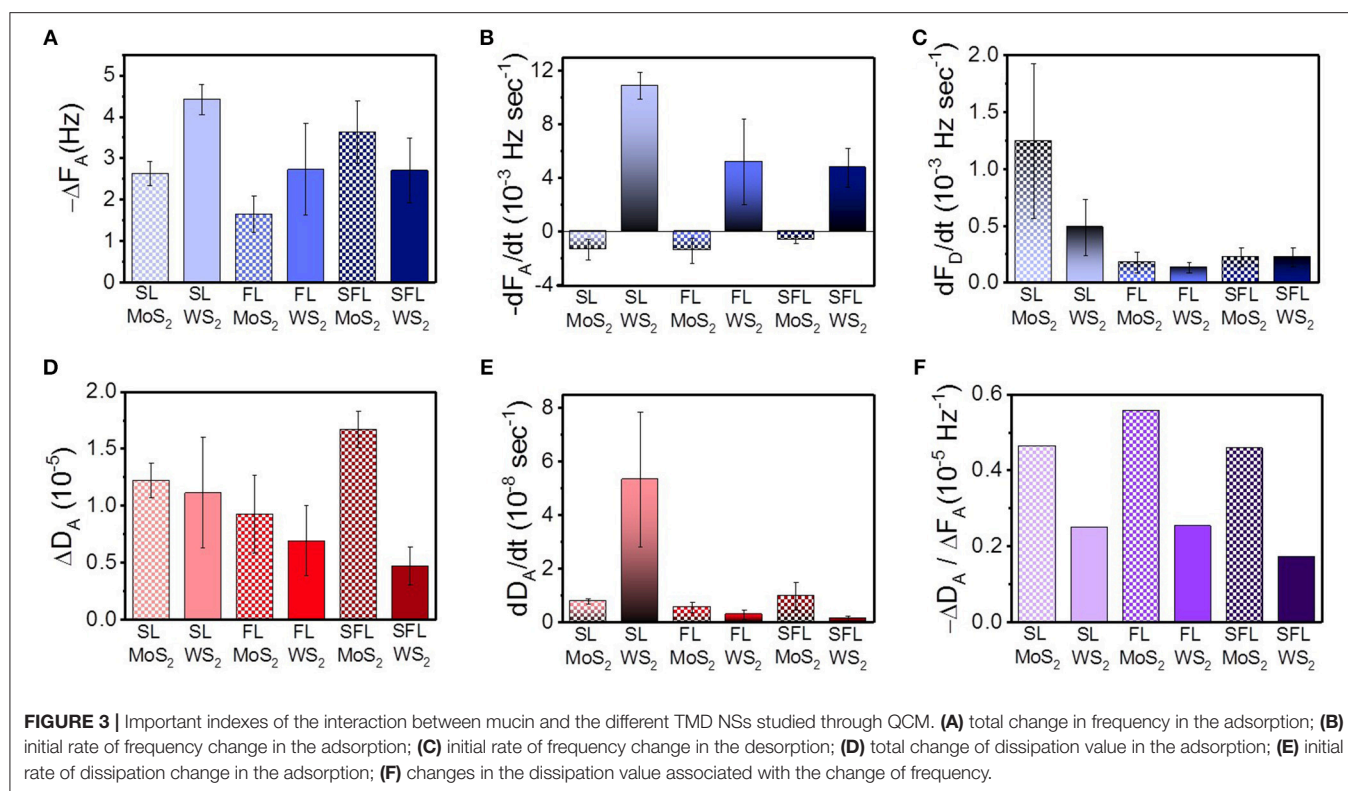 A
−ΔF_A(Hz)
5
4
3
2
1
0
SL SL FL FL SFL SFL
MoS₂ WS₂ MoS₂ WS₂ MoS₂ WS₂
B
-dF_A/dt (10⁻³ Hz sec⁻¹)
12
8
4
0
-4
SL SL FL FL SFL SFL
MoS₂ WS₂ MoS₂ WS₂ MoS₂ WS₂
C
dF_D/dt (10⁻³ Hz sec⁻¹)
2.0
1.5
1.0
0.5
0.0
SL SL FL FL SFL SFL
MoS₂ WS₂ MoS₂ WS₂ MoS₂ WS₂
D
ΔD_A (10⁻⁵)
2.0
1.5
1.0
0.5
0.0
SL SL FL FL SFL SFL
MoS₂ WS₂ MoS₂ WS₂ MoS₂ WS₂
E
dD_A/dt (10⁻⁸ sec⁻¹)
8
6
4
2
0
SL SL FL FL SFL SFL
MoS₂ WS₂ MoS₂ WS₂ MoS₂ WS₂
F
−ΔD_A / ΔF_A(10⁻⁵ Hz⁻¹)
0.6
0.4
0.2
0.0
SL SL FL FL SFL SFL
MoS₂ WS₂ MoS₂ WS₂ MoS₂ WS₂
FIGURE 3 | Important indexes of the interaction between mucin and the different TMD NSs studied through QCM. (A) total change in frequency in the adsorption; (B)
initial rate of frequency change in the adsorption; (C) initial rate of frequency change in the desorption; (D) total change of dissipation value in the adsorption; (E) initial
rate of dissipation change in the adsorption; (F) changes in the dissipation value associated with the change of frequency.